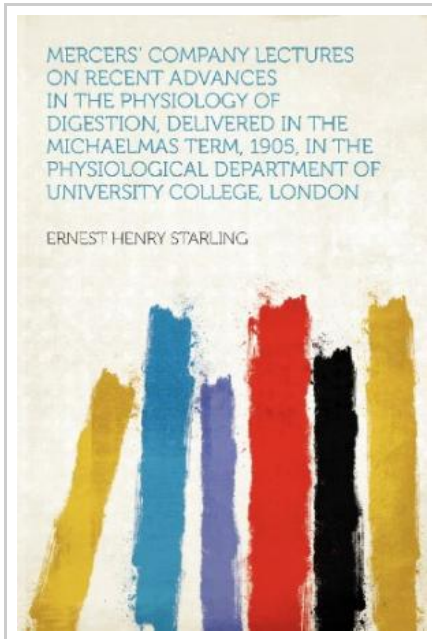 MERCERS' COMPANY LECTURES
ON RECENT ADVANCES
IN THE PHYSIOLOGY OF
DIGESTION, DELIVERED IN THE
MICHAELMAS TERM, 1905, IN THE
PHYSIOLOGICAL DEPARTMENT OF
UNIVERSITY COLLEGE, LONDON
ERNEST HENRY STARLING